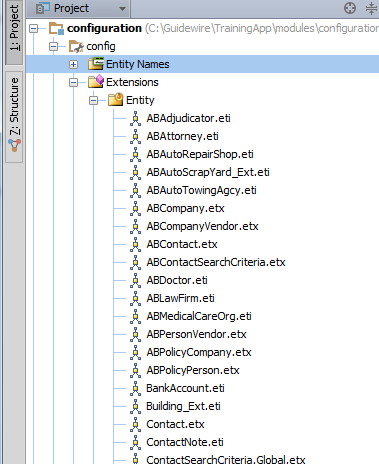 Project
configuration (C:\Guidewire\TrainingApp\modules\configuration
config
Entity Names
Extensions
Entity
ABAdjudicator.eti
ABAttorney.eti
ABAutoRepairShop.eti
ABAutoScrapYard_Ext.eti
ABAutoTowingAgcy.eti
ABCompany.etx
ABCompanyVendor.etx
ABContact.etx
ABContactSearchCriteria.etx
ABDoctor.eti
ABLawFirm.eti
ABMedicalCareOrg.eti
ABPersonVendor.etx
ABPolicyCompany.etx
ABPolicyPerson.etx
BankAccount.eti
Building_Ext.eti
Contact.etx
ContactNote.eti
ContactSearchCriteria.Global.etx
1: Project
7: Structure